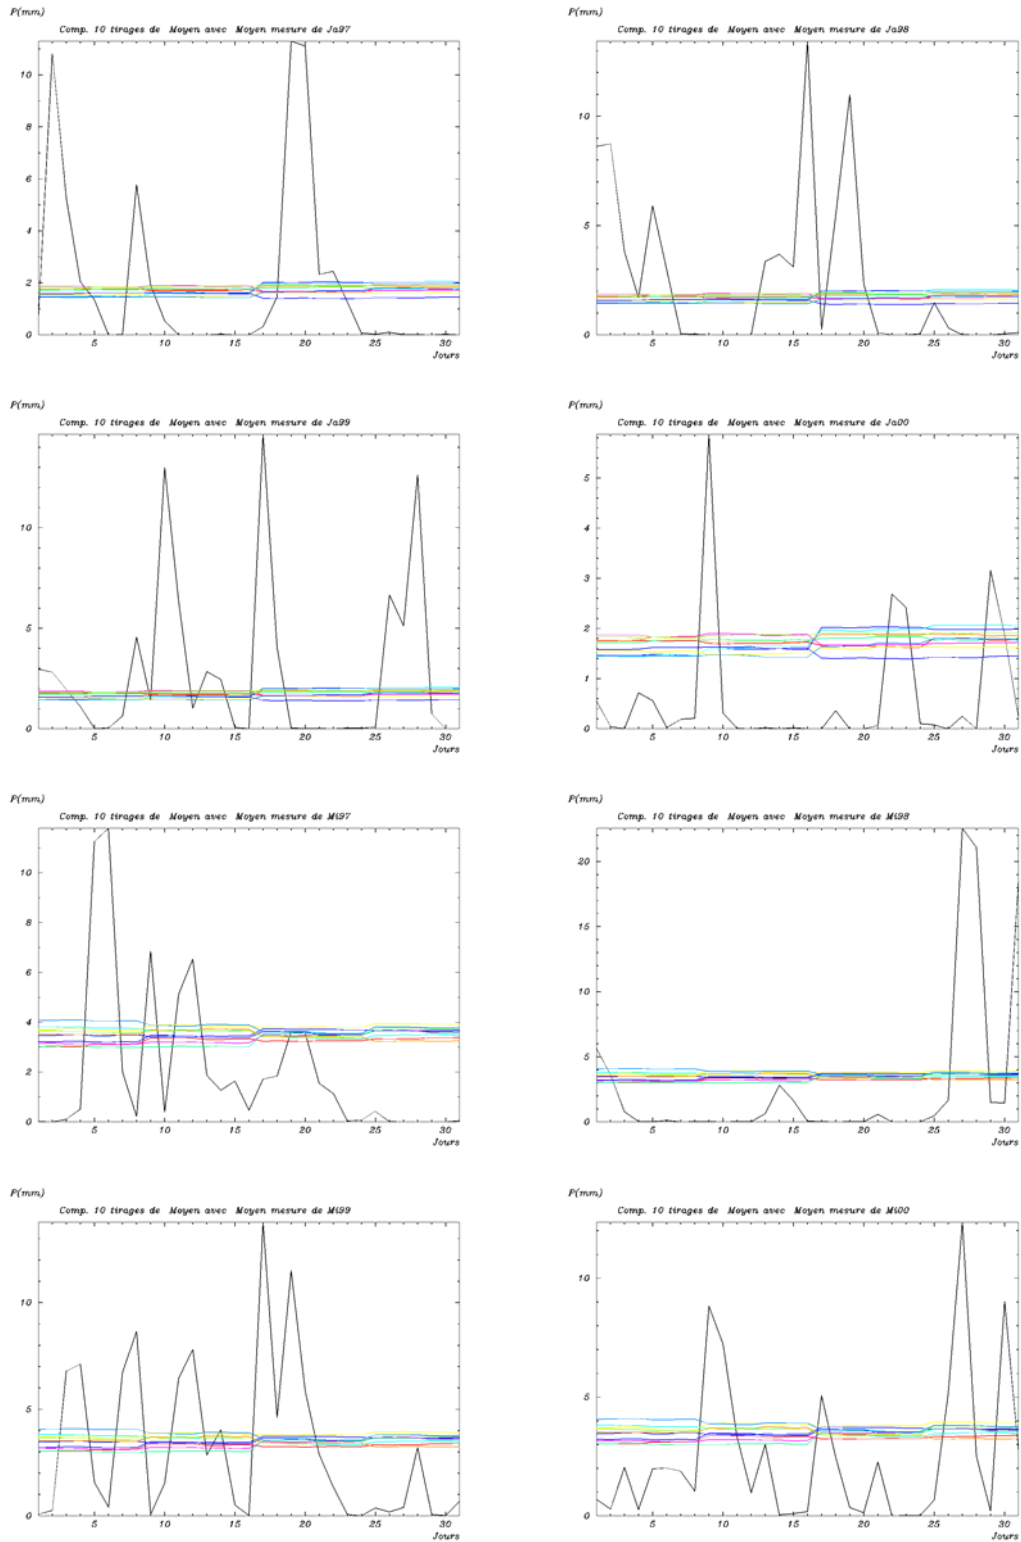 P(mm)
Comp. 10 tirages de Moyen avec Moyen mesure de Ja97
10
8
6
4
2
0
5 10 15 20 25 30
Jours
P(mm)
Comp. 10 tirages de Moyen avec Moyen mesure de Ja98
10
5
0
5 10 15 20 25 30
Jours
P(mm)
Comp. 10 tirages de Moyen avec Moyen mesure de Ja99
10
5
0
5 10 15 20 25 30
Jours
P(mm)
Comp. 10 tirages de Moyen avec Moyen mesure de Ja00
5
4
3
2
1
0
5 10 15 20 25 30
Jours
P(mm)
Comp. 10 tirages de Moyen avec Moyen mesure de Mi97
10
8
6
4
2
0
5 10 15 20 25 30
Jours
P(mm)
Comp. 10 tirages de Moyen avec Moyen mesure de Mi98
20
15
10
5
0
5 10 15 20 25 30
Jours
P(mm)
Comp. 10 tirages de Moyen avec Moyen mesure de Mi99
10
5
0
5 10 15 20 25 30
Jours
P(mm)
Comp. 10 tirages de Moyen avec Moyen mesure de Mi00
10
5
0
5 10 15 20 25 30
Jours